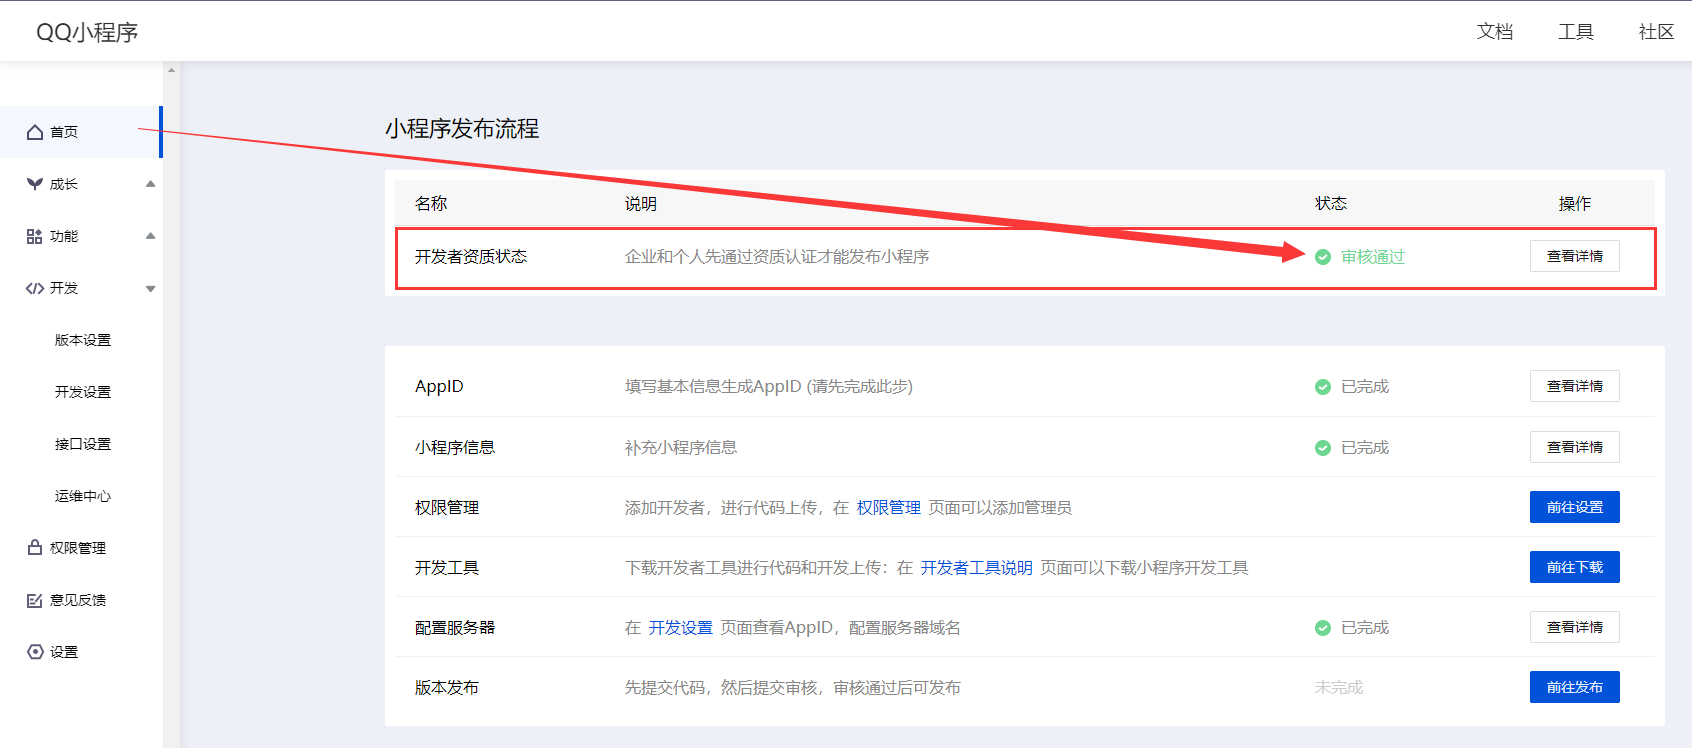 QQ小程序
文档
工具
社区
首页
成长
功能
开发
版本设置
开发设置
接口设置
运维中心
权限管理
意见反馈
设置
小程序发布流程
名称 说明 状态 操作
开发者资质状态 企业和个人先通过资质认证才能发布小程序 审核通过 查看详情
AppID 填写基本信息生成AppID (请先完成此步) 已完成 查看详情
小程序信息 补充小程序信息 已完成 查看详情
权限管理 添加开发者，进行代码上传，在 权限管理 页面可以添加管理员 前往设置
开发工具 下载开发者工具进行代码和开发上传：在 开发者工具说明 页面可以下载小程序开发工具 前往下载
配置服务器 在 开发设置 页面查看AppID，配置服务器域名 已完成 查看详情
版本发布 先提交代码，然后提交审核，审核通过后可发布 未完成 前往发布